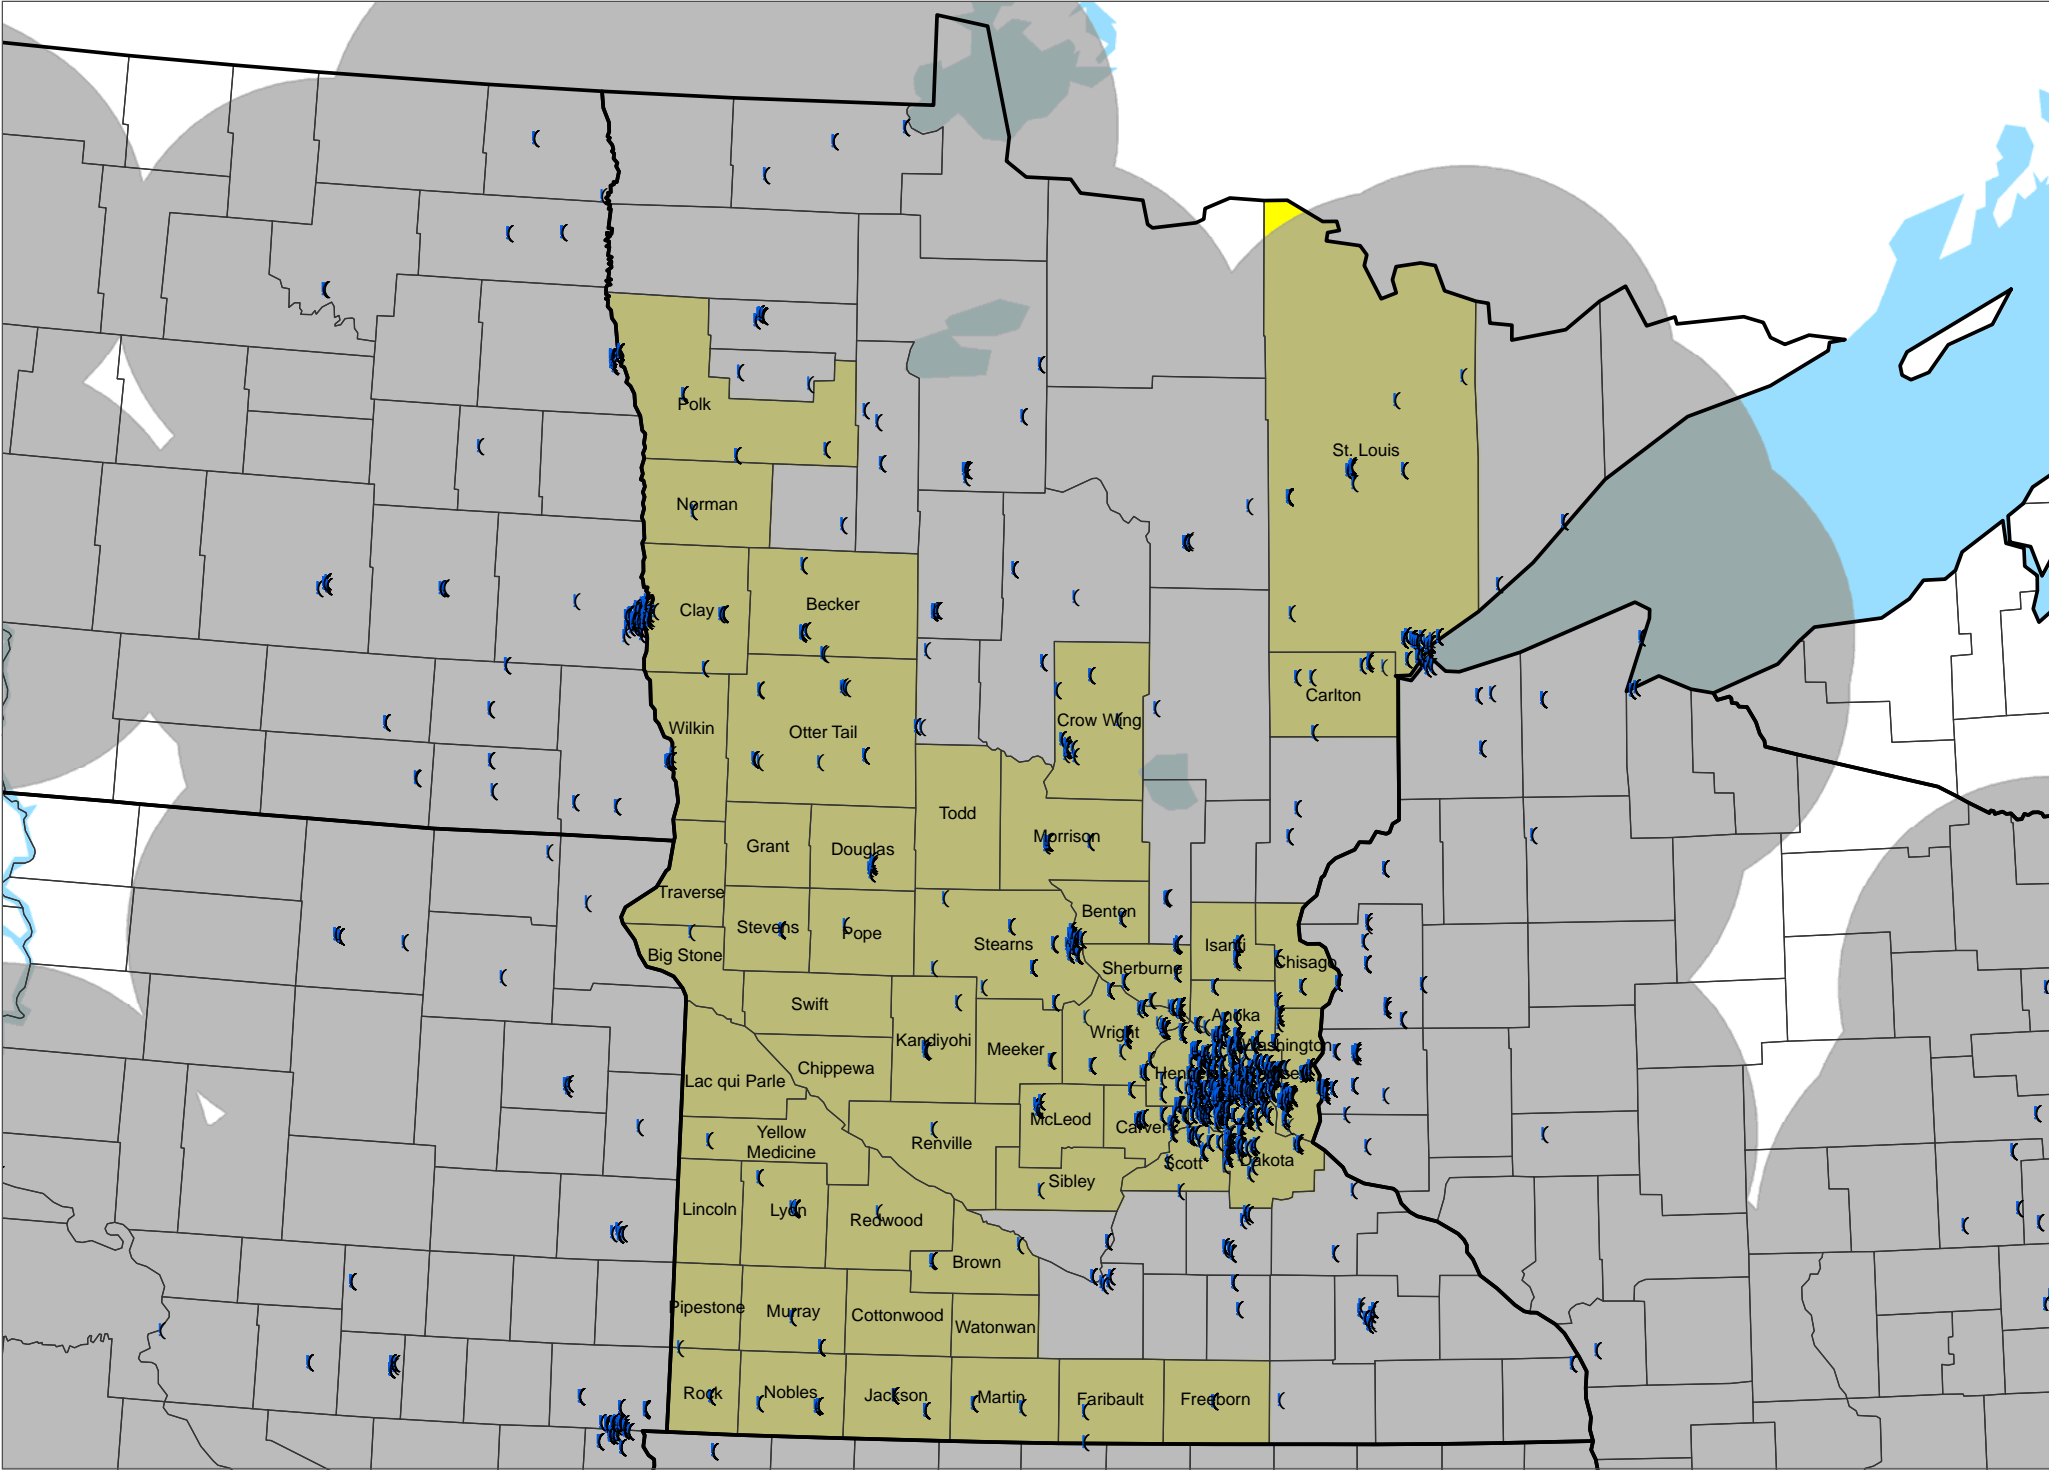 Polk
St. Louis
Norman
Clay
Becker
Carlton
Wilkin
Otter Tail
Crow Wing
Todd
Morrison
Grant
Douglas
Traverse
Benton
Stevens
Pope
Stearns
Isanti
Big Stone
Sherburne
Chisago
Swift
Anoka
Wright
Kandiyohi
Meeker
Washington
Chippewa
Lac qui Parle
McLeod
Carver
Yellow
Medicine
Renville
Scott
Dakota
Sibley
Lincoln
Lyon
Redwood
Brown
Pipestone
Murray
Cottonwood
Watonwan
Rock
Nobles
Jackson
Martin
Faribault
Freeborn